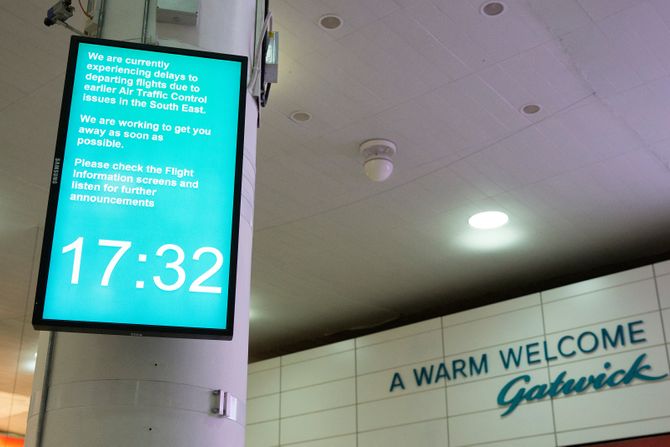 We are currently
experiencing delays to
departing flights due to
earlier Air Traffic Control
issues in the South East.
We are working to get you
away as soon as
possible.
Please check the Flight
Information screens and
listen for further
announcements
17:32
SAMSUNG
A WARM WELCOME
Gatwick